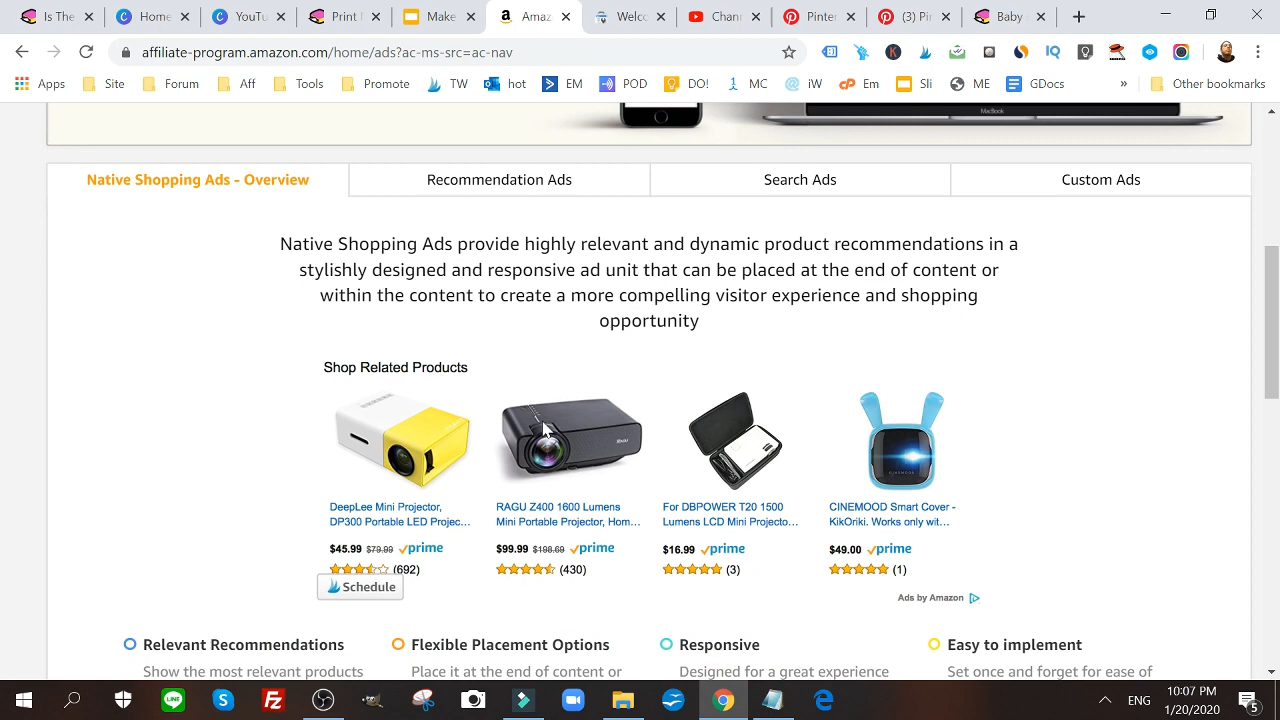 Is The
Home
YouTu
Print I
Make
Amaz
Welco
Chann
Pinter
(3) Pi
Baby
affiliate-program.amazon.com/home/ads?ac-ms-src=ac-nav
Apps
Site
Forum
Aff
Tools
Promote
TW
hot
EM
POD
DO!
MC
iW
Em
Sli
ME
GDocs
»
Other bookmarks
MacBook
Native Shopping Ads - Overview
Recommendation Ads
Search Ads
Custom Ads
Native Shopping Ads provide highly relevant and dynamic product recommendations in a
stylishly designed and responsive ad unit that can be placed at the end of content or
within the content to create a more compelling visitor experience and shopping
opportunity
Shop Related Products
DeepLee Mini Projector,
DP300 Portable LED Projec...
$45.99 $79.99 prime
(692)
RAGU Z400 1600 Lumens
Mini Portable Projector, Hom...
$99.99 $198.69 prime
(430)
For DBPOWER T20 1500
Lumens LCD Mini Projecto...
$16.99 prime
(3)
CINEMOOD Smart Cover -
KikOriki. Works only wit...
$49.00 prime
(1)
Schedule
Ads by Amazon
Relevant Recommendations
Show the most relevant products
Flexible Placement Options
Place it at the end of content or
Responsive
Designed for a great experience
Easy to implement
Set once and forget for ease of
ENG
10:07 PM
1/20/2020
5